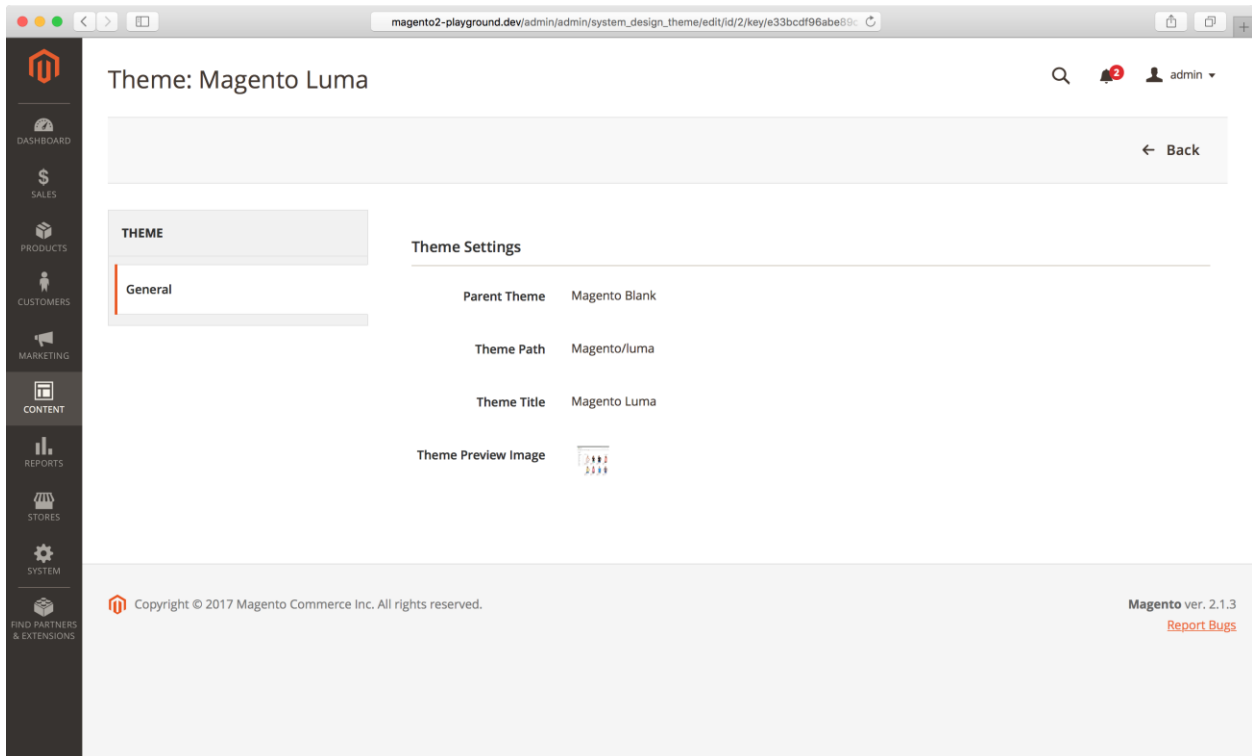 magento2-playground.dev/admin/admin/system_design_theme/edit/id/2/key/e33bcdf96abe89
Theme: Magento Luma
2
admin
DASHBOARD
SALES
PRODUCTS
CUSTOMERS
MARKETING
CONTENT
REPORTS
STORES
SYSTEM
FIND PARTNERS
& EXTENSIONS
← Back
THEME
General
Theme Settings
Parent Theme Magento Blank
Theme Path Magento/luma
Theme Title Magento Luma
Theme Preview Image
Copyright © 2017 Magento Commerce Inc. All rights reserved.
Magento ver. 2.1.3
Report Bugs